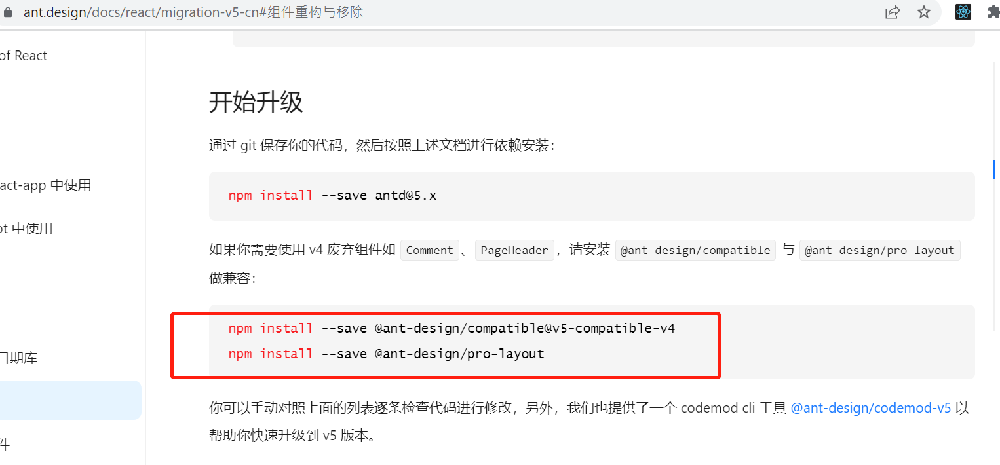 ant.design/docs/react/migration-v5-cn#组件重构与移除
of React
act-app 中使用
pt 中使用
日期库
件
开始升级
通过 git 保存你的代码，然后按照上述文档进行依赖安装：
npm install --save antd@5.x
如果你需要使用 v4 废弃组件如 Comment 、 PageHeader ，请安装 @ant-design/compatible 与 @ant-design/pro-layout
做兼容：
npm install --save @ant-design/compatible@v5-compatible-v4
npm install --save @ant-design/pro-layout
你可以手动对照上面的列表逐条检查代码进行修改，另外，我们也提供了一个 codemod cli 工具 @ant-design/codemod-v5 以
帮助你快速升级到 v5 版本。